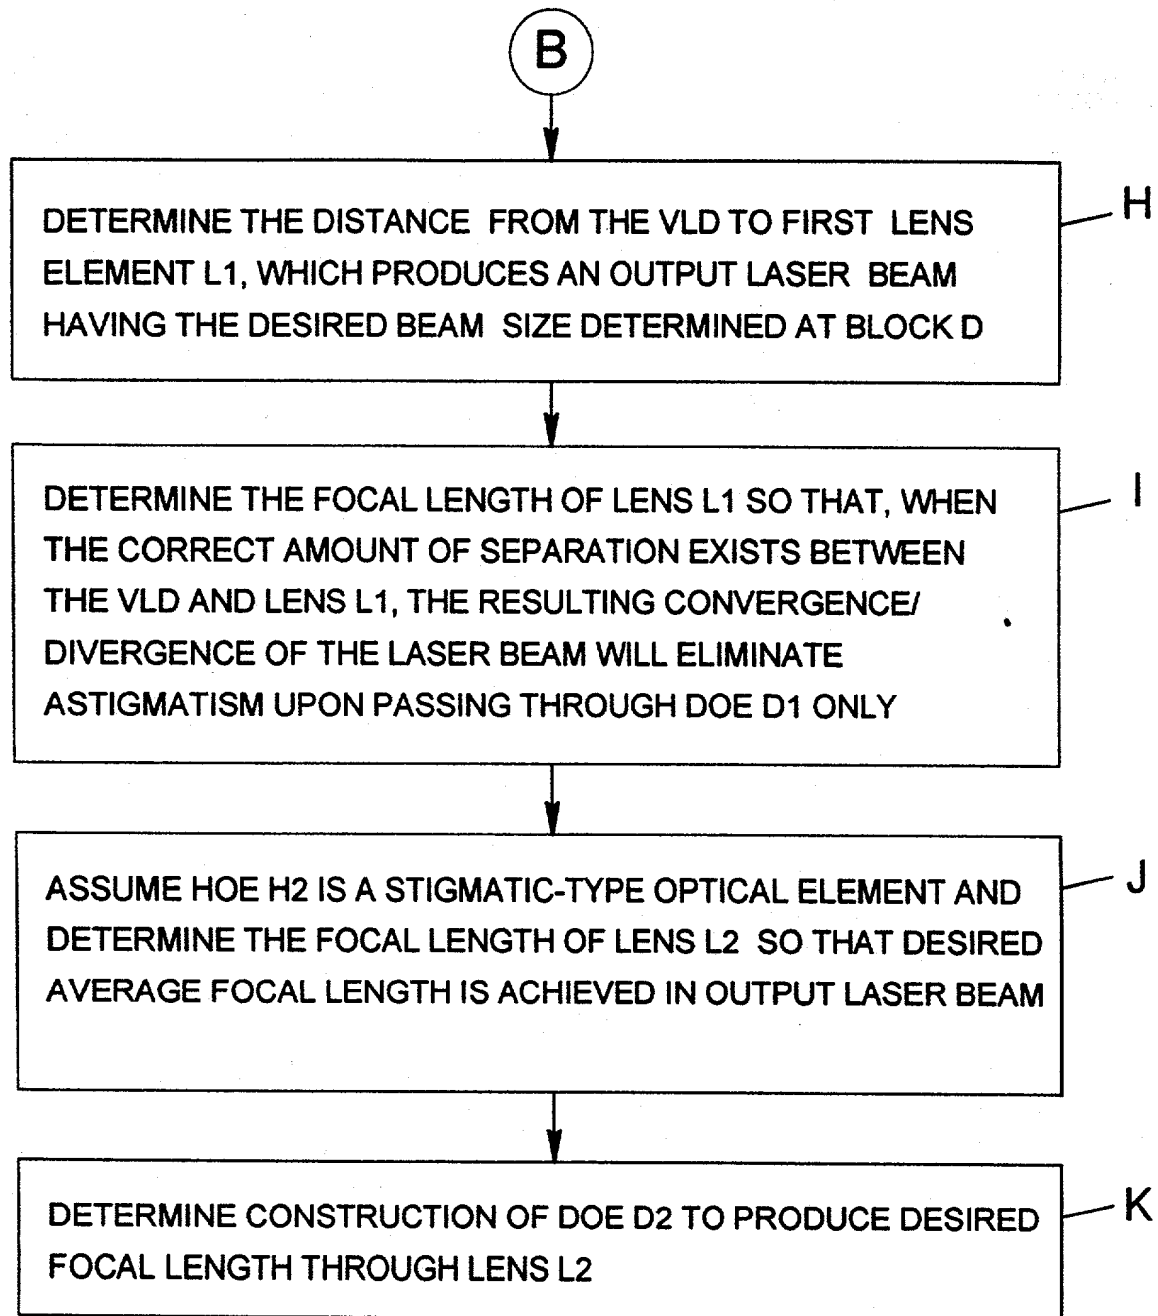 B
DETERMINE THE DISTANCE FROM THE VLD TO FIRST LENS
ELEMENT L1, WHICH PRODUCES AN OUTPUT LASER BEAM
HAVING THE DESIRED BEAM SIZE DETERMINED AT BLOCK D
H
DETERMINE THE FOCAL LENGTH OF LENS L1 SO THAT, WHEN
THE CORRECT AMOUNT OF SEPARATION EXISTS BETWEEN
THE VLD AND LENS L1, THE RESULTING CONVERGENCE/
DIVERGENCE OF THE LASER BEAM WILL ELIMINATE
ASTIGMATISM UPON PASSING THROUGH DOE D1 ONLY
I
ASSUME HOE H2 IS A STIGMATIC-TYPE OPTICAL ELEMENT AND
DETERMINE THE FOCAL LENGTH OF LENS L2 SO THAT DESIRED
AVERAGE FOCAL LENGTH IS ACHIEVED IN OUTPUT LASER BEAM
J
DETERMINE CONSTRUCTION OF DOE D2 TO PRODUCE DESIRED
FOCAL LENGTH THROUGH LENS L2
K